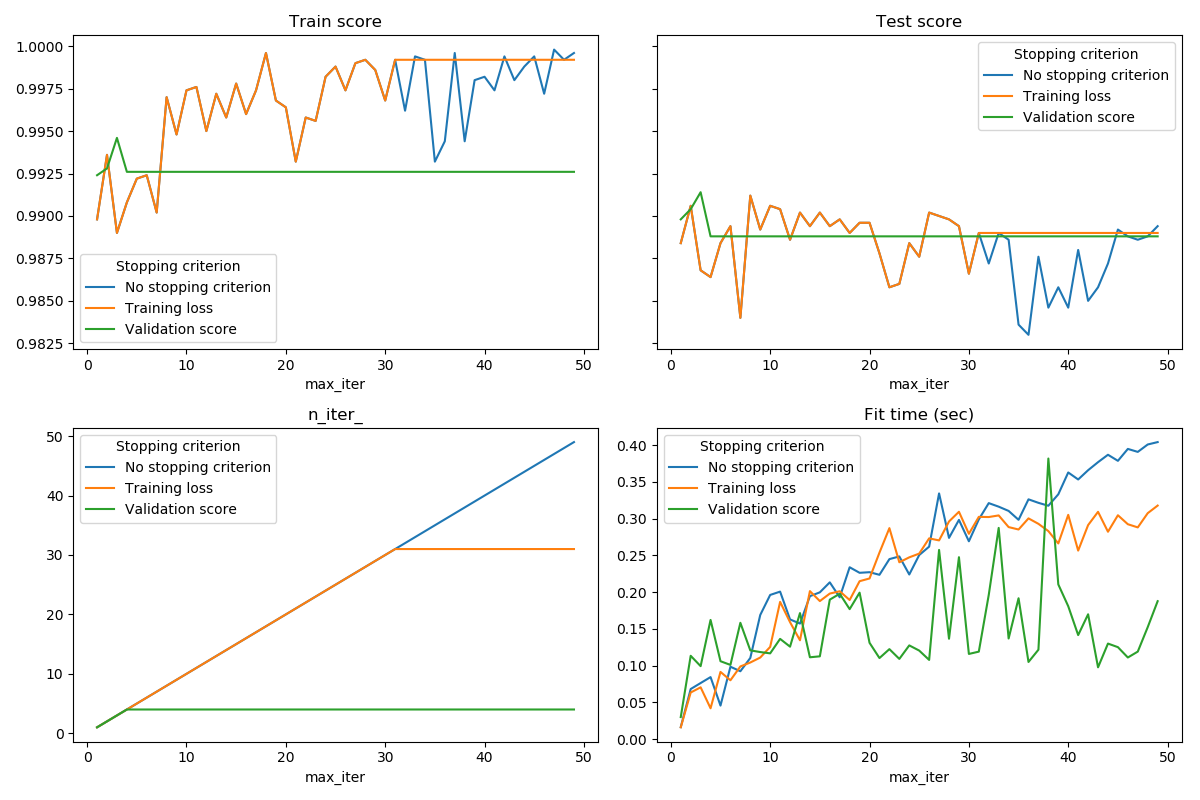 Train score
1.0000
0.9975
0.9950
0.9925
0.9900
0.9875
0.9850
0.9825
Stopping criterion
No stopping criterion
Training loss
Validation score
0 10 20 30 40 50
max_iter
Test score
Stopping criterion
No stopping criterion
Training loss
Validation score
0 10 20 30 40 50
max_iter
n_iter_
50
40
30
20
10
0
Stopping criterion
No stopping criterion
Training loss
Validation score
0 10 20 30 40 50
max_iter
Fit time (sec)
0.40
0.35
0.30
0.25
0.20
0.15
0.10
0.05
0.00
Stopping criterion
No stopping criterion
Training loss
Validation score
0 10 20 30 40 50
max_iter